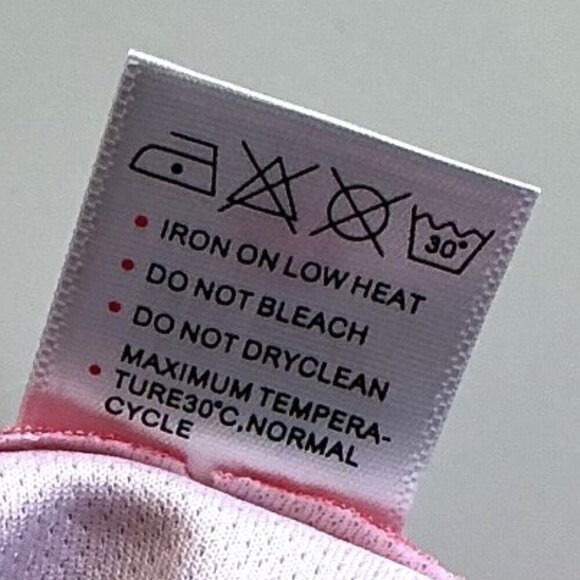 30°
IRON ON LOW HEAT
DO NOT BLEACH
DO NOT DRYCLEAN
MAXIMUM TEMPERA-
TURE30°C,NORMAL
CYCLE